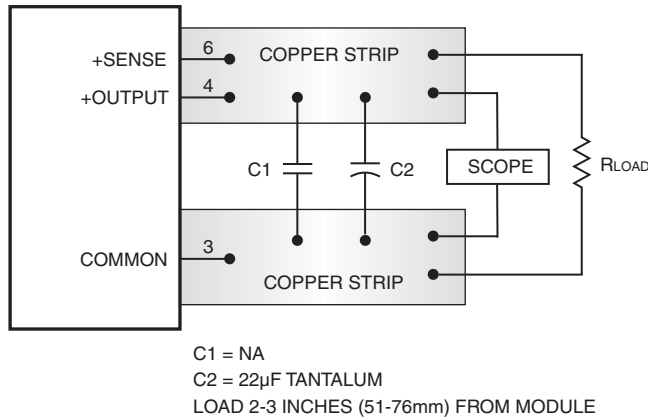 +SENSE
6
COPPER STRIP
+OUTPUT
4
C1
C2
SCOPE
RLOAD
COMMON
3
COPPER STRIP
C1 = NA
C2 = 22µF TANTALUM
LOAD 2-3 INCHES (51-76mm) FROM MODULE